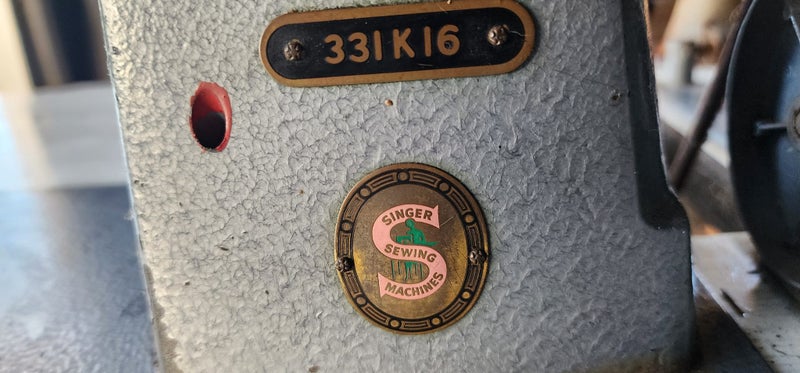 331K16
SINGER
SEWING
MACHINES